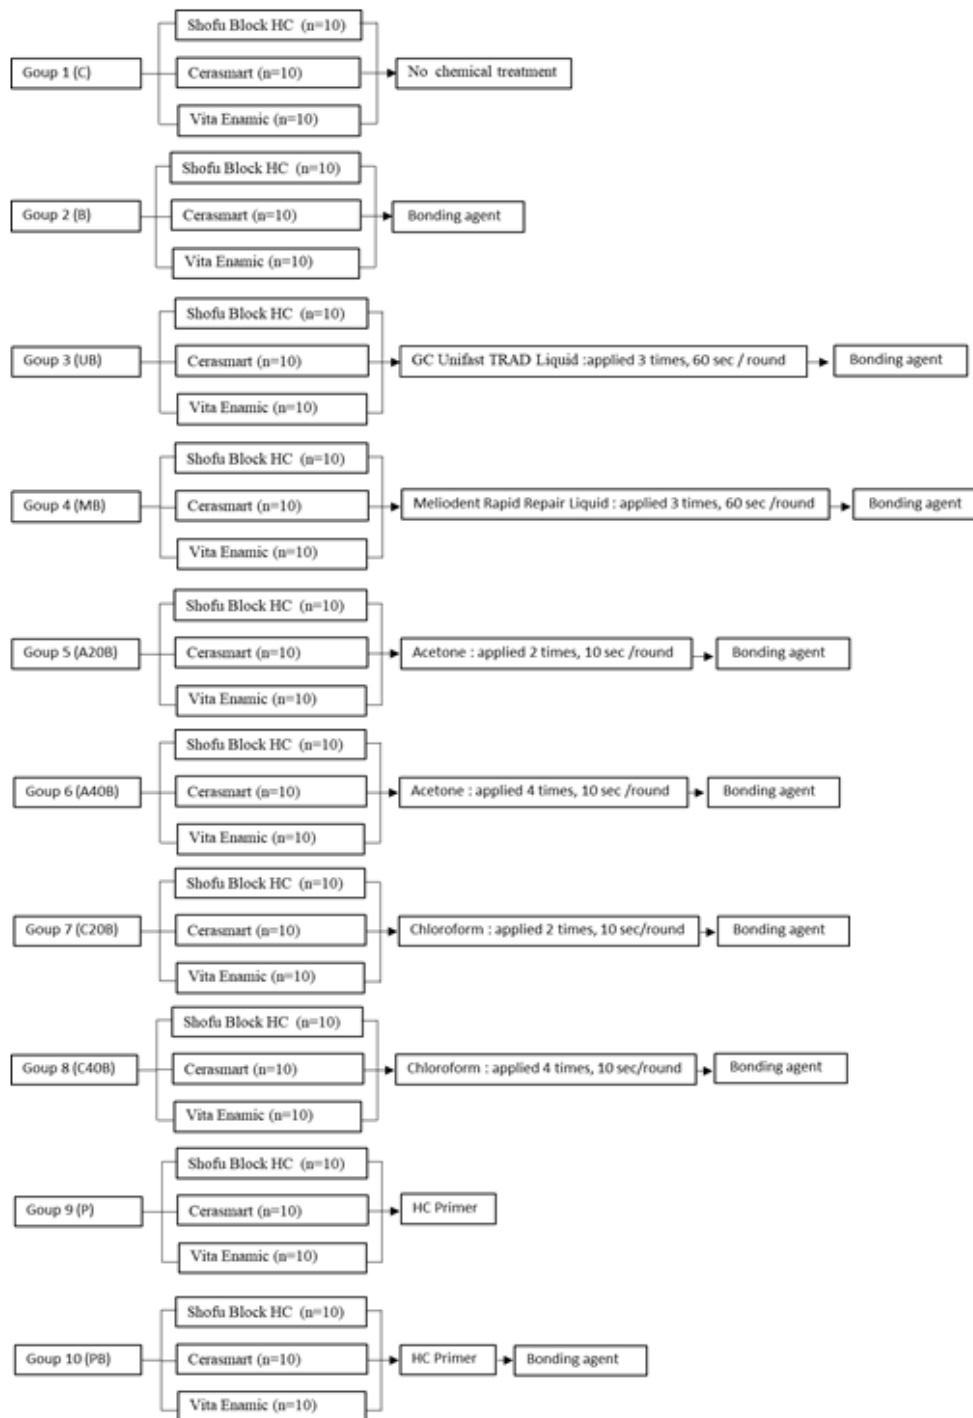 Shofu Block HC (n=10)
Goup 1 (C)
Cerasmart (n=10)
No chemical treatment
Vita Enamic (n=10)
Shofu Block HC (n=10)
Goup 2 (B)
Cerasmart (n=10)
Bonding agent
Vita Enamic (n=10)
Shofu Block HC (n=10)
Goup 3 (UB)
Cerasmart (n=10)
GC Unifast TRAD Liquid :applied 3 times, 60 sec / round
Bonding agent
Vita Enamic (n=10)
Shofu Block HC (n=10)
Goup 4 (MB)
Cerasmart (n=10)
Meliodent Rapid Repair Liquid : applied 3 times, 60 sec /round
Bonding agent
Vita Enamic (n=10)
Shofu Block HC (n=10)
Goup 5 (A20B)
Cerasmart (n=10)
Acetone : applied 2 times, 10 sec /round
Bonding agent
Vita Enamic (n=10)
Shofu Block HC (n=10)
Goup 6 (A40B)
Cerasmart (n=10)
Acetone : applied 4 times, 10 sec /round
Bonding agent
Vita Enamic (n=10)
Shofu Block HC (n=10)
Goup 7 (C20B)
Cerasmart (n=10)
Chloroform : applied 2 times, 10 sec/round
Bonding agent
Vita Enamic (n=10)
Shofu Block HC (n=10)
Goup 8 (C40B)
Cerasmart (n=10)
Chloroform : applied 4 times, 10 sec/round
Bonding agent
Vita Enamic (n=10)
Shofu Block HC (n=10)
Goup 9 (P)
Cerasmart (n=10)
HC Primer
Vita Enamic (n=10)
Shofu Block HC (n=10)
Goup 10 (PB)
Cerasmart (n=10)
HC Primer
Bonding agent
Vita Enamic (n=10)